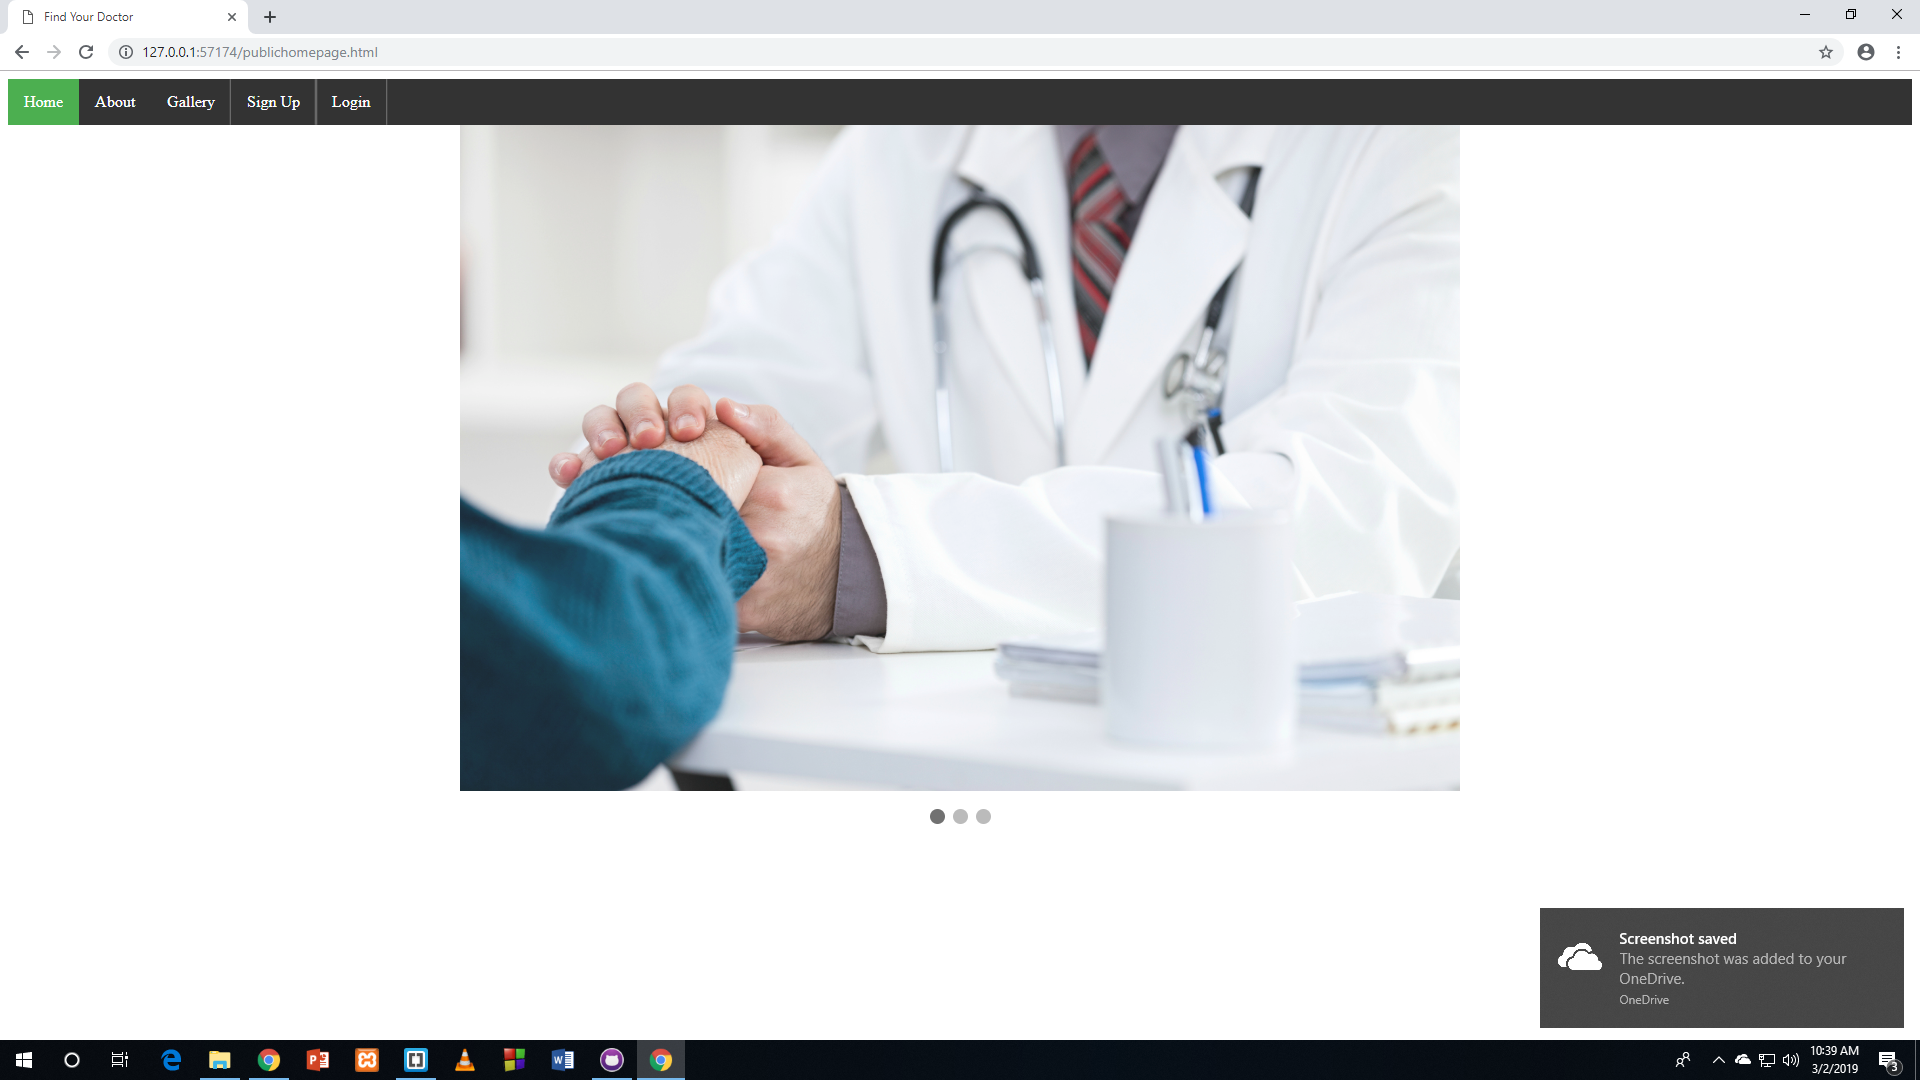 Find Your Doctor
127.0.0.1:57174/publichomepage.html
Home About Gallery Sign Up Login
Screenshot saved
The screenshot was added to your
OneDrive.
OneDrive
10:39 AM
3/2/2019
3